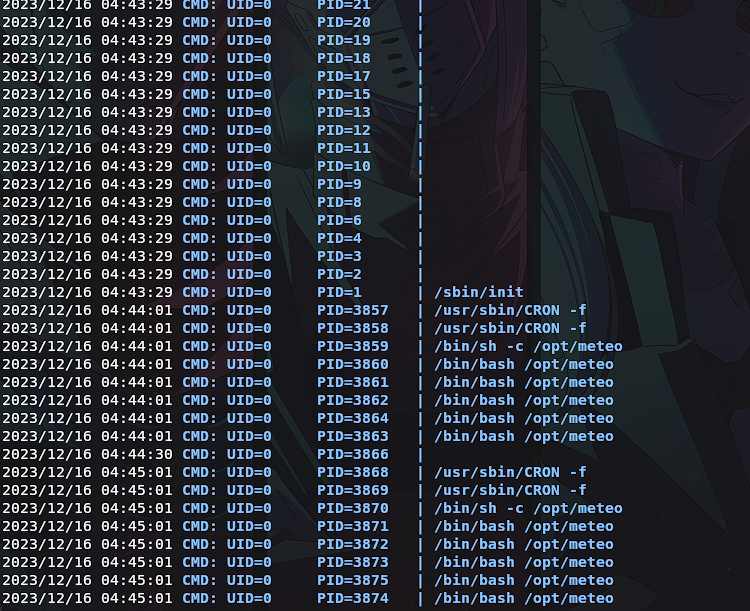 2023/12/16 04:43:29 CMD: UID=0 PID=21 |
2023/12/16 04:43:29 CMD: UID=0 PID=20 |
2023/12/16 04:43:29 CMD: UID=0 PID=19 |
2023/12/16 04:43:29 CMD: UID=0 PID=18 |
2023/12/16 04:43:29 CMD: UID=0 PID=17 |
2023/12/16 04:43:29 CMD: UID=0 PID=15 |
2023/12/16 04:43:29 CMD: UID=0 PID=13 |
2023/12/16 04:43:29 CMD: UID=0 PID=12 |
2023/12/16 04:43:29 CMD: UID=0 PID=11 |
2023/12/16 04:43:29 CMD: UID=0 PID=10 |
2023/12/16 04:43:29 CMD: UID=0 PID=9 |
2023/12/16 04:43:29 CMD: UID=0 PID=8 |
2023/12/16 04:43:29 CMD: UID=0 PID=6 |
2023/12/16 04:43:29 CMD: UID=0 PID=4 |
2023/12/16 04:43:29 CMD: UID=0 PID=3 |
2023/12/16 04:43:29 CMD: UID=0 PID=2 |
2023/12/16 04:43:29 CMD: UID=0 PID=1 | /sbin/init
2023/12/16 04:44:01 CMD: UID=0 PID=3857 | /usr/sbin/CRON -f
2023/12/16 04:44:01 CMD: UID=0 PID=3858 | /usr/sbin/CRON -f
2023/12/16 04:44:01 CMD: UID=0 PID=3859 | /bin/sh -c /opt/meteo
2023/12/16 04:44:01 CMD: UID=0 PID=3860 | /bin/bash /opt/meteo
2023/12/16 04:44:01 CMD: UID=0 PID=3861 | /bin/bash /opt/meteo
2023/12/16 04:44:01 CMD: UID=0 PID=3862 | /bin/bash /opt/meteo
2023/12/16 04:44:01 CMD: UID=0 PID=3864 | /bin/bash /opt/meteo
2023/12/16 04:44:01 CMD: UID=0 PID=3863 | /bin/bash /opt/meteo
2023/12/16 04:44:30 CMD: UID=0 PID=3866 |
2023/12/16 04:45:01 CMD: UID=0 PID=3868 | /usr/sbin/CRON -f
2023/12/16 04:45:01 CMD: UID=0 PID=3869 | /usr/sbin/CRON -f
2023/12/16 04:45:01 CMD: UID=0 PID=3870 | /bin/sh -c /opt/meteo
2023/12/16 04:45:01 CMD: UID=0 PID=3871 | /bin/bash /opt/meteo
2023/12/16 04:45:01 CMD: UID=0 PID=3872 | /bin/bash /opt/meteo
2023/12/16 04:45:01 CMD: UID=0 PID=3873 | /bin/bash /opt/meteo
2023/12/16 04:45:01 CMD: UID=0 PID=3875 | /bin/bash /opt/meteo
2023/12/16 04:45:01 CMD: UID=0 PID=3874 | /bin/bash /opt/meteo